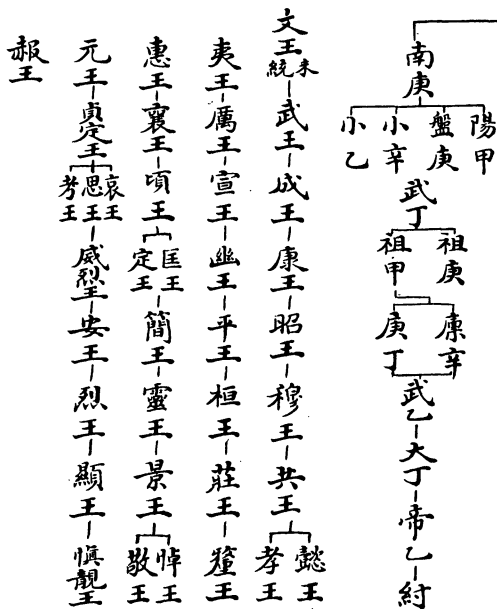 南庚
陽甲 盤庚 小辛 小乙
武丁
祖庚 祖甲
廩辛 庚丁
武乙 大丁 帝乙 紂
文王 未統 武王 成王 康王 昭王 穆王 共王 懿王 孝王
夷王 厲王 宣王 幽王 平王 桓王 莊王 釐王
惠王 襄王 頃王 匡王 定王 簡王 靈王 景王 悼王 敬王
元王 貞定王 哀王 思王 考王 威烈王 安王 烈王 顯王 愼靚王
赧王